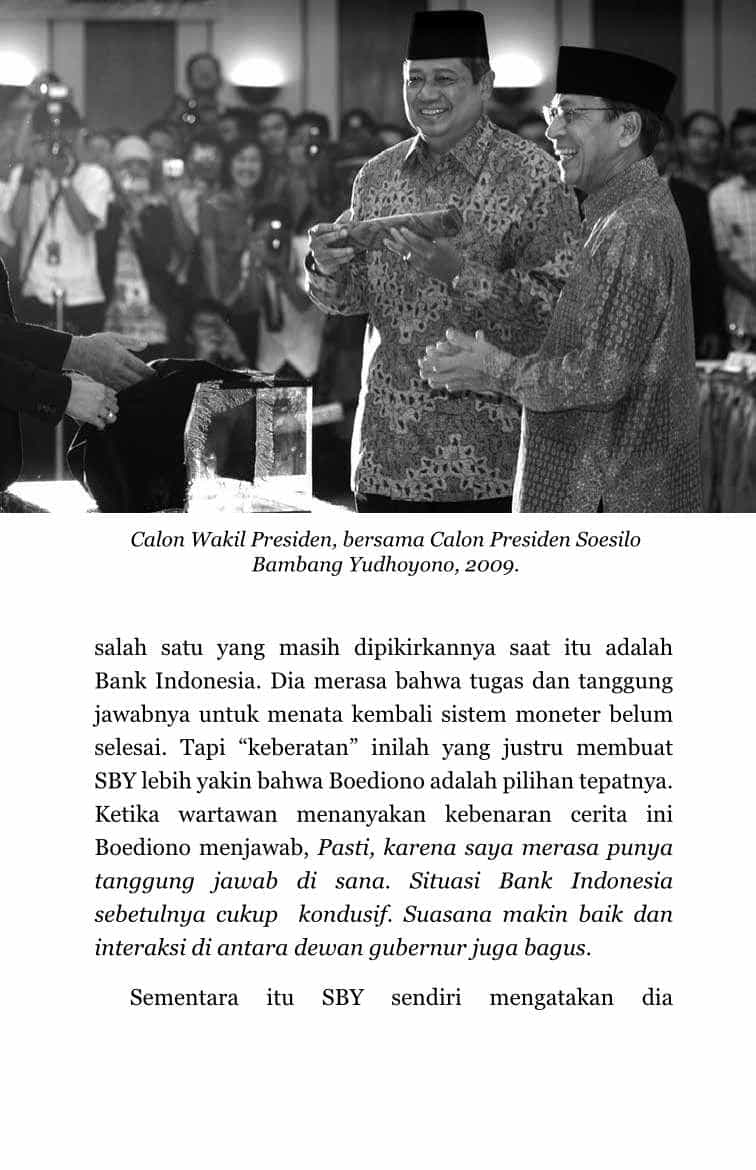 Calon Wakil Presiden, bersama Calon Presiden Soesilo
Bambang Yudhoyono, 2009.
salah satu yang masih dipikirkannya saat itu adalah
Bank Indonesia. Dia merasa bahwa tugas dan tanggung
jawabnya untuk menata kembali sistem moneter belum
selesai. Tapi “keberatan” inilah yang justru membuat
SBY lebih yakin bahwa Boediono adalah pilihan tepatnya.
Ketika wartawan menanyakan kebenaran cerita ini
Boediono menjawab, Pasti, karena saya merasa punya
tanggung jawab di sana. Situasi Bank Indonesia
sebetulnya cukup kondusif. Suasana makin baik dan
interaksi di antara dewan gubernur juga bagus.
Sementara itu SBY sendiri mengatakan dia